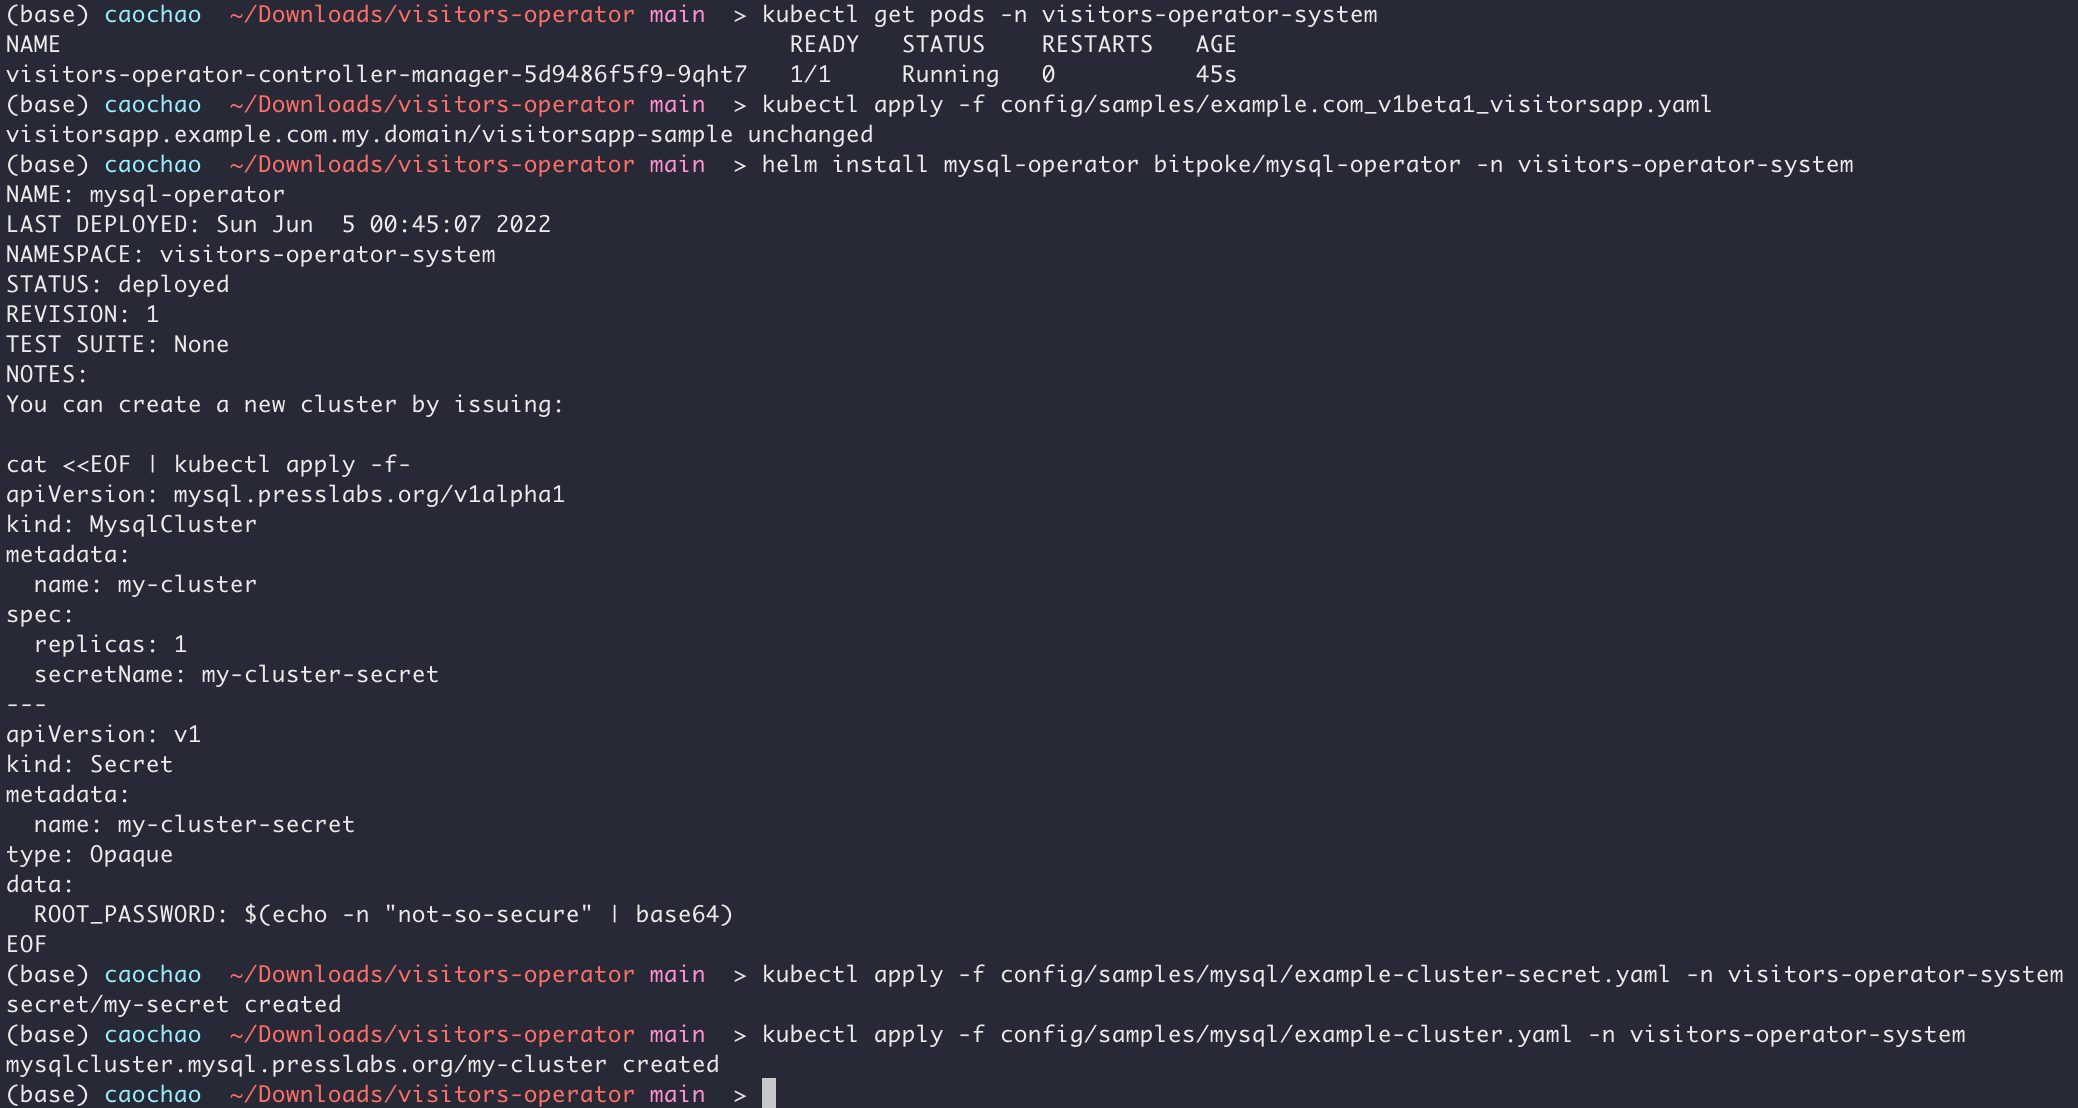 (base) caochao  ~/Downloads/visitors-operator main  > kubectl get pods -n visitors-operator-system
NAME                                                    READY   STATUS    RESTARTS   AGE
visitors-operator-controller-manager-5d9486f5f9-9qht7   1/1     Running   0          45s
(base) caochao  ~/Downloads/visitors-operator main  > kubectl apply -f config/samples/example.com_v1beta1_visitorsapp.yaml
visitorsapp.example.com.my.domain/visitorsapp-sample unchanged
(base) caochao  ~/Downloads/visitors-operator main  > helm install mysql-operator bitpoke/mysql-operator -n visitors-operator-system
NAME: mysql-operator
LAST DEPLOYED: Sun Jun  5 00:45:07 2022
NAMESPACE: visitors-operator-system
STATUS: deployed
REVISION: 1
TEST SUITE: None
NOTES:
You can create a new cluster by issuing:

cat <<EOF | kubectl apply -f-
apiVersion: mysql.presslabs.org/v1alpha1
kind: MysqlCluster
metadata:
  name: my-cluster
spec:
  replicas: 1
  secretName: my-cluster-secret
---
apiVersion: v1
kind: Secret
metadata:
  name: my-cluster-secret
type: Opaque
data:
  ROOT_PASSWORD: $(echo -n "not-so-secure" | base64)
EOF
(base) caochao  ~/Downloads/visitors-operator main  > kubectl apply -f config/samples/mysql/example-cluster-secret.yaml -n visitors-operator-system
secret/my-secret created
(base) caochao  ~/Downloads/visitors-operator main  > kubectl apply -f config/samples/mysql/example-cluster.yaml -n visitors-operator-system
mysqlcluster.mysql.presslabs.org/my-cluster created
(base) caochao  ~/Downloads/visitors-operator main  >